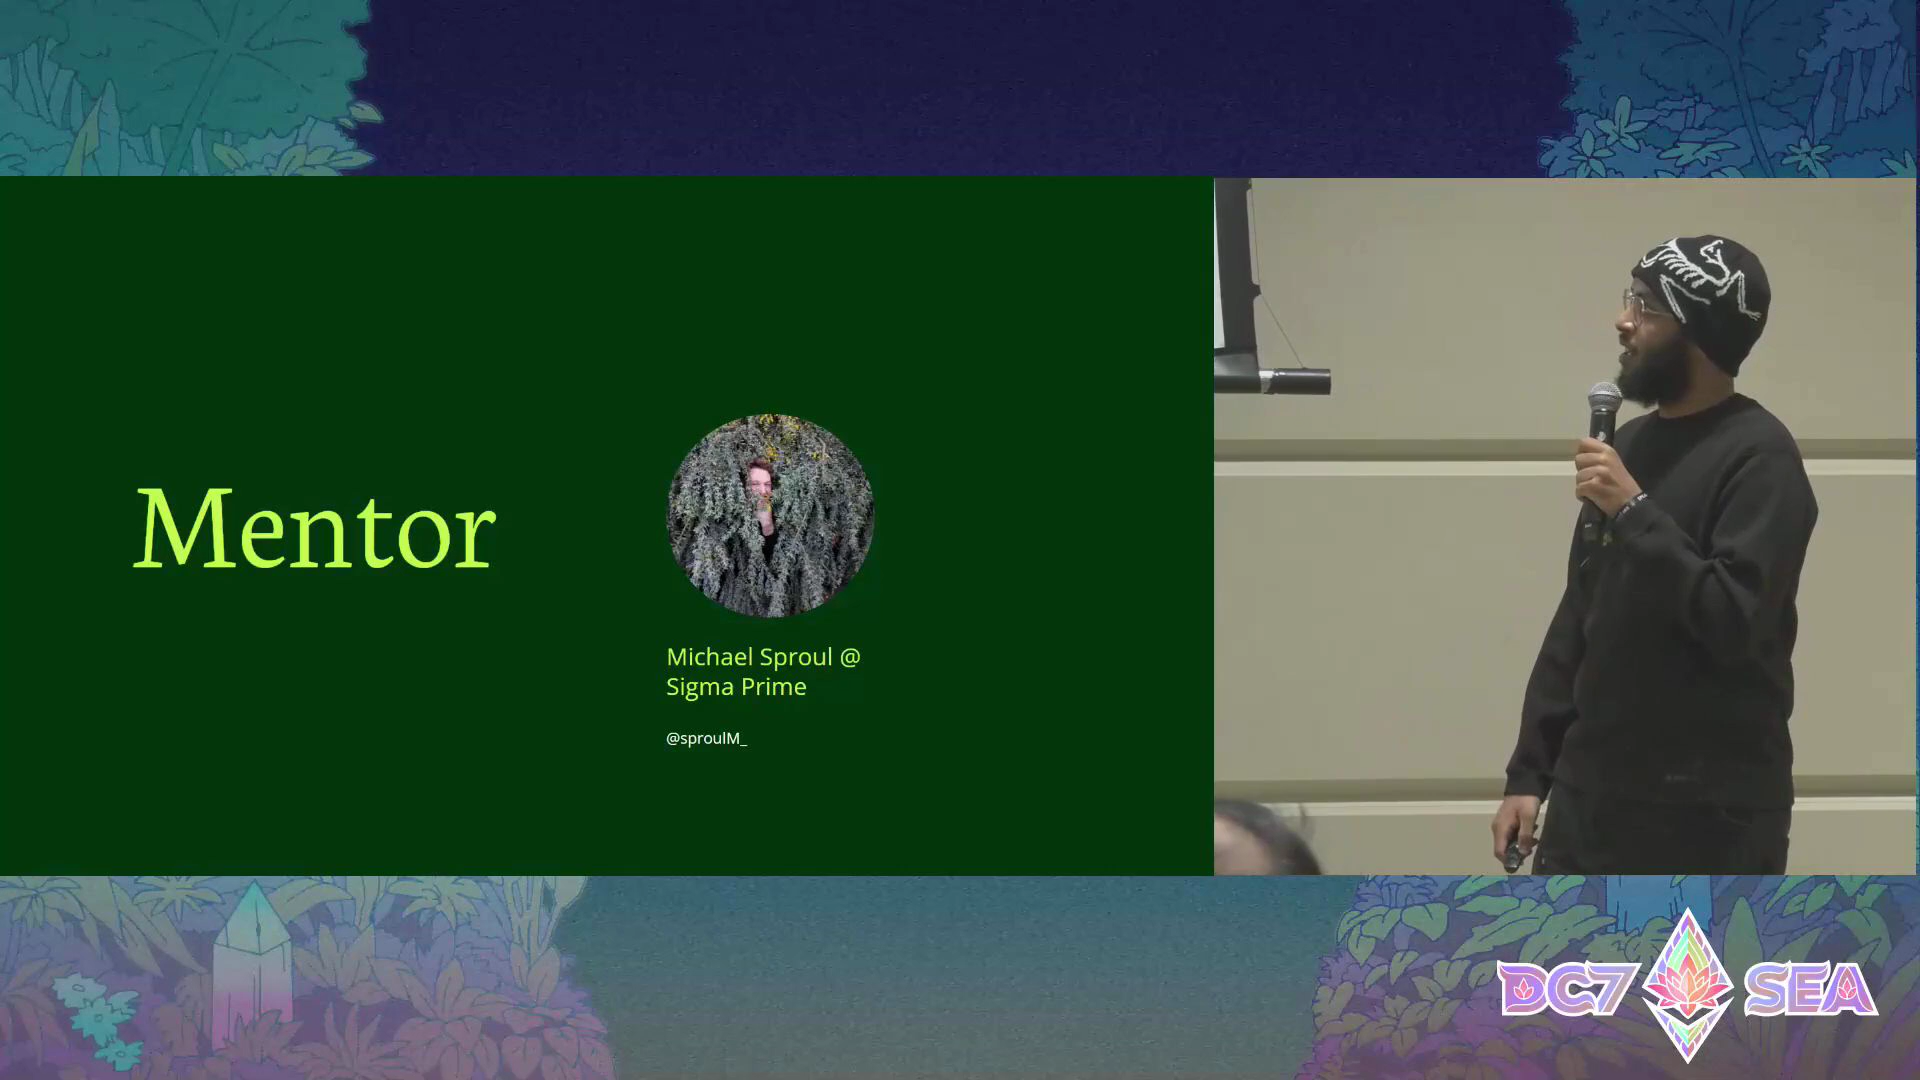 Mentor
Michael Sproul @
Sigma Prime
@sproulM_
DC7 SEA